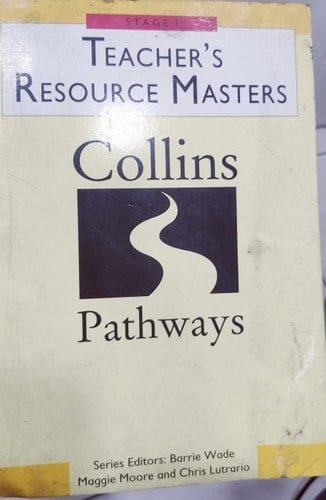 STAGE 1
TEACHER'S
RESOURCE MASTERS
Collins
Pathways
Series Editors: Barrie Wade
Maggie Moore and Chris Lutrario